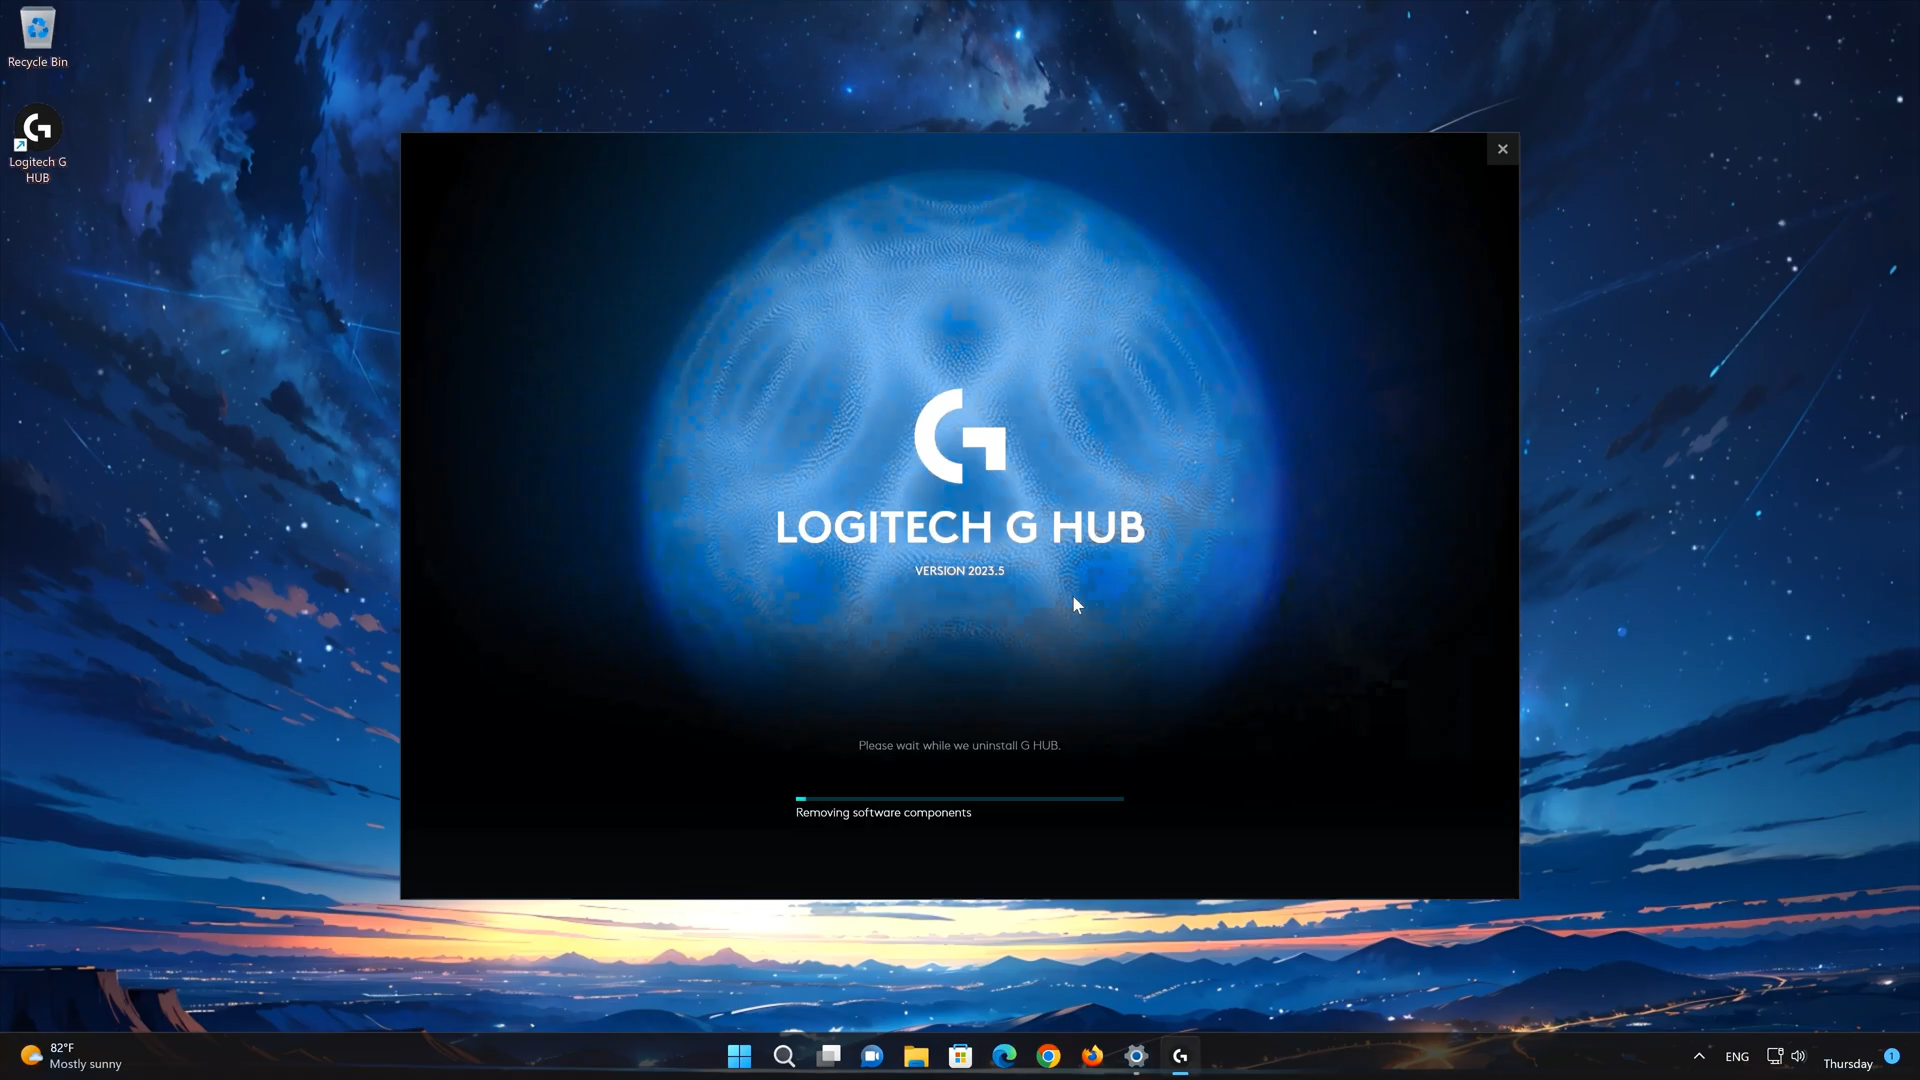 Recycle Bin
Logitech G
HUB
LOGITECH G HUB
VERSION 2023.5
Please wait while we uninstall G HUB.
Removing software components
82°F
Mostly sunny
ENG
Thursday
1